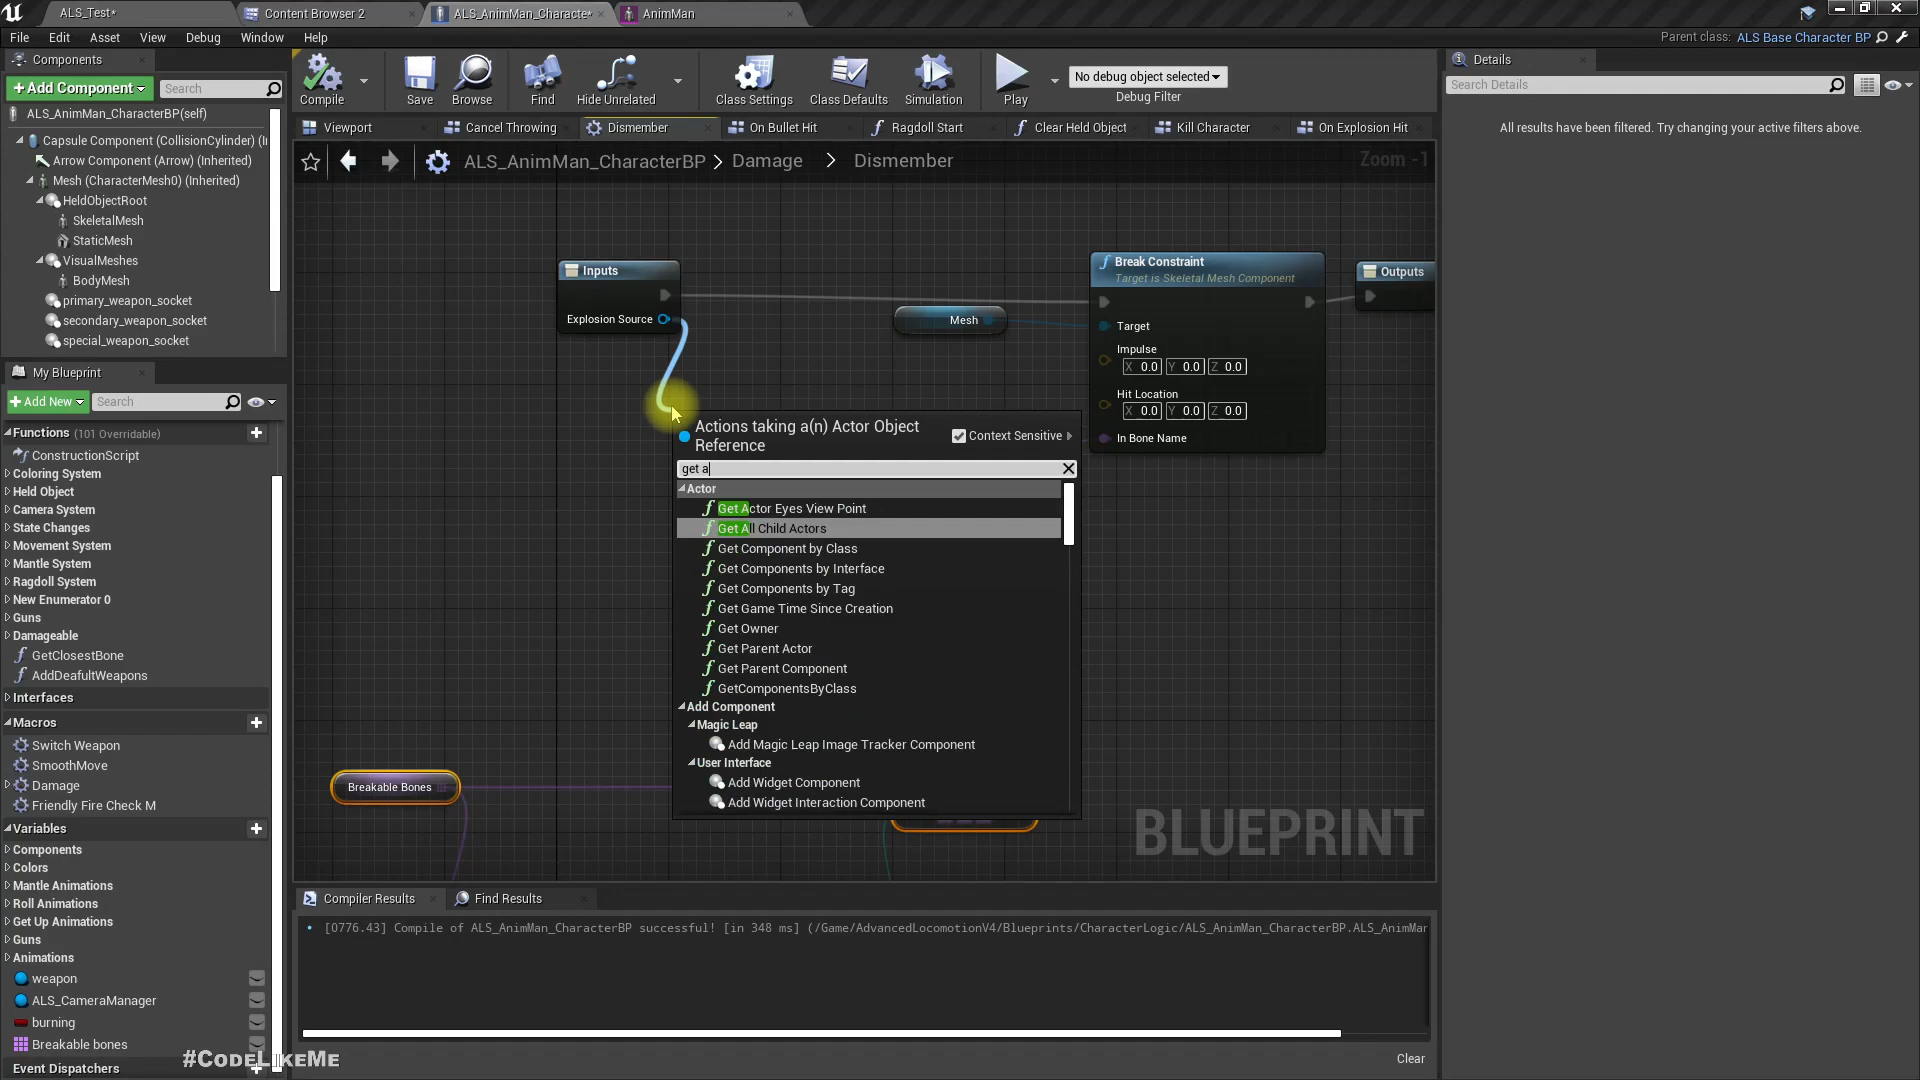 ALS_Test*
Content Browser 2
ALS_AnimMan_Characte*
AnimMan
File Edit Asset View Debug Window Help
Parent class: ALS Base Character BP
Components
+ Add Component
Search
ALS_AnimMan_CharacterBP(self)
Capsule Component (CollisionCylinder) (I
Arrow Component (Arrow) (Inherited)
Mesh (CharacterMesh0) (Inherited)
HeldObjectRoot
SkeletalMesh
StaticMesh
VisualMeshes
BodyMesh
primary_weapon_socket
secondary_weapon_socket
special_weapon_socket
My Blueprint
+ Add New
Search
Functions (101 Overridable)
ConstructionScript
Coloring System
Held Object
Camera System
State Changes
Movement System
Mantle System
Ragdoll System
New Enumerator 0
Guns
Damageable
GetClosestBone
AddDeafultWeapons
Interfaces
Macros
Switch Weapon
SmoothMove
Damage
Friendly Fire Check M
Variables
Components
Colors
Mantle Animations
Roll Animations
Get Up Animations
Guns
Animations
weapon
ALS_CameraManager
burning
Breakable bones
Event Dispatchers
Compile
Save
Browse
Find
Hide Unrelated
Class Settings
Class Defaults
Simulation
Play
No debug object selected
Debug Filter
Viewport
Cancel Throwing
Dismember
On Bullet Hit
Ragdoll Start
Clear Held Object
Kill Character
On Explosion Hit
ALS_AnimMan_CharacterBP > Damage > Dismember
Zoom -1
Inputs
Explosion Source
Mesh
Break Constraint
Target is Skeletal Mesh Component
Target
Impulse
X 0.0 Y 0.0 Z 0.0
Hit Location
X 0.0 Y 0.0 Z 0.0
In Bone Name
Outputs
Actions taking a(n) Actor Object
Reference
Context Sensitive
get a
Actor
Get Actor Eyes View Point
Get All Child Actors
Get Component by Class
Get Components by Interface
Get Components by Tag
Get Game Time Since Creation
Get Owner
Get Parent Actor
Get Parent Component
GetComponentsByClass
Add Component
Magic Leap
Add Magic Leap Image Tracker Component
User Interface
Add Widget Component
Add Widget Interaction Component
Breakable Bones
BLUEPRINT
Compiler Results
Find Results
[0776.43] Compile of ALS_AnimMan_CharacterBP successful! [in 348 ms] (/Game/AdvancedLocomotionV4/Blueprints/CharacterLogic/ALS_AnimMan_CharacterBP.ALS_AnimMan
Clear
Details
Search Details
All results have been filtered. Try changing your active filters above.
#CodeLikeMe